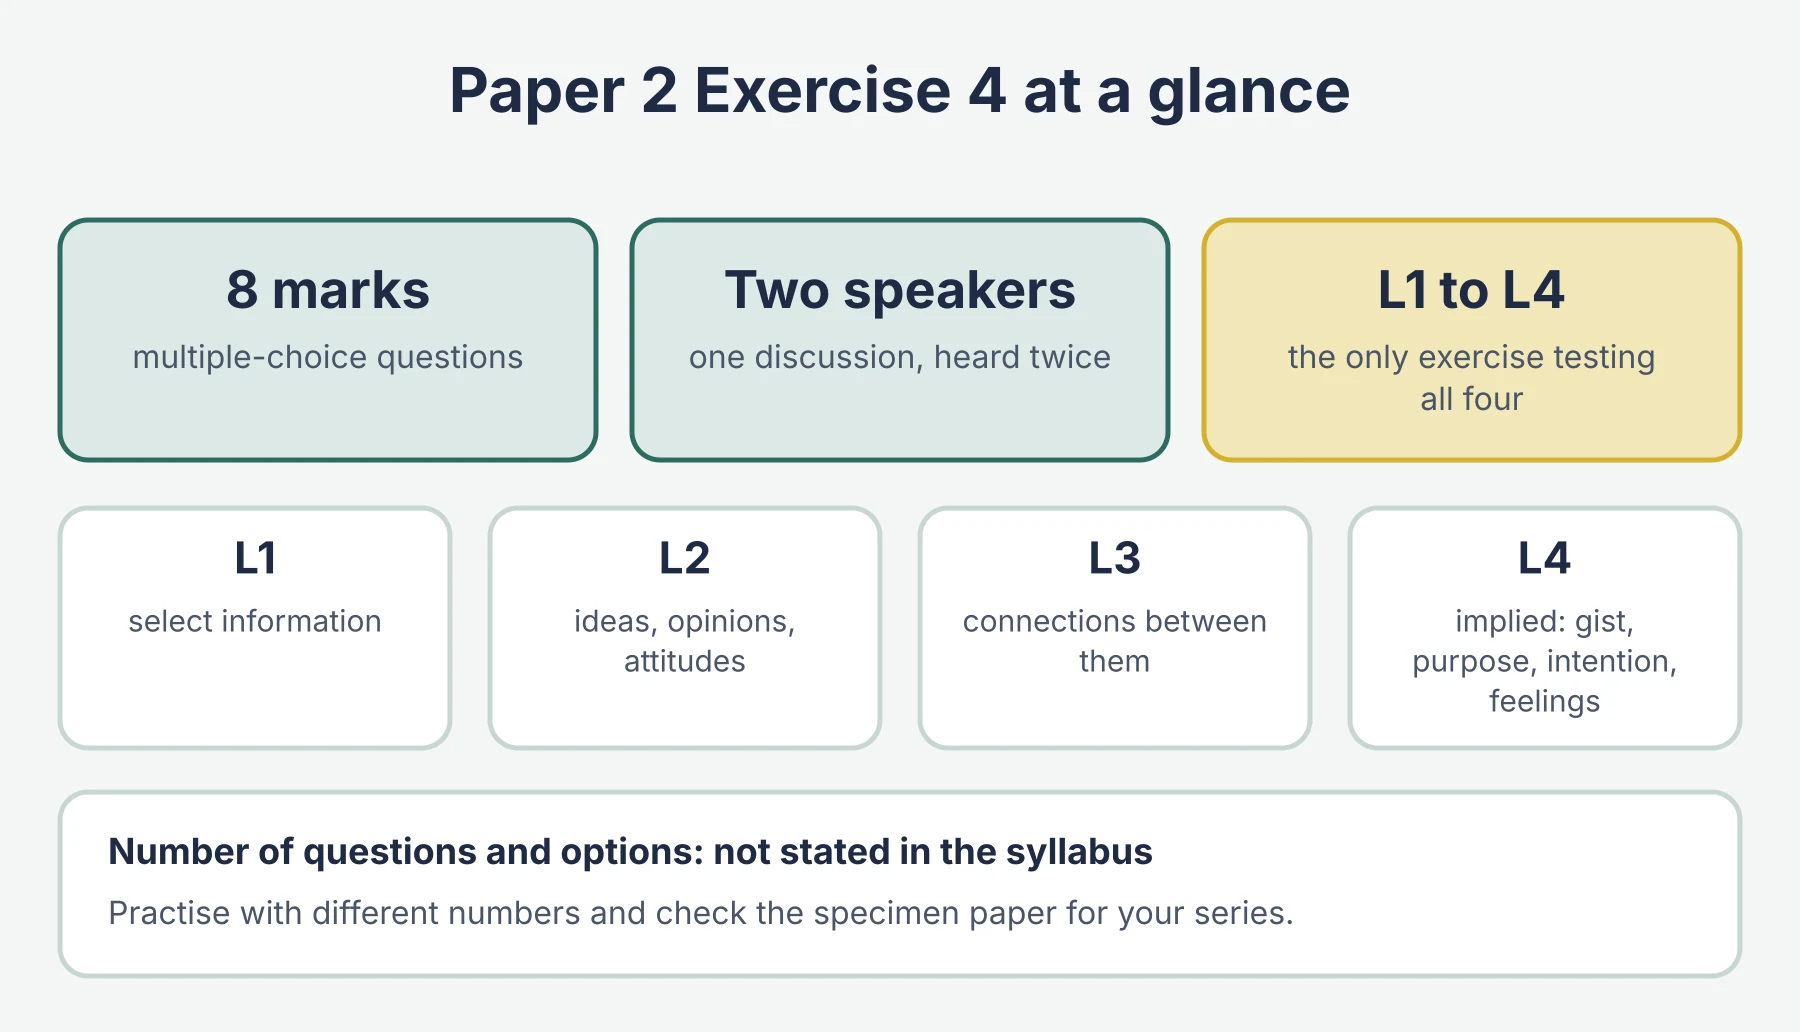 Paper 2 Exercise 4 at a glance
8 marks
multiple-choice questions
Two speakers
one discussion, heard twice
L1 to L4
the only exercise testing
all four
L1
select information
L2
ideas, opinions,
attitudes
L3
connections between
them
L4
implied: gist,
purpose, intention,
feelings
Number of questions and options: not stated in the syllabus
Practise with different numbers and check the specimen paper for your series.